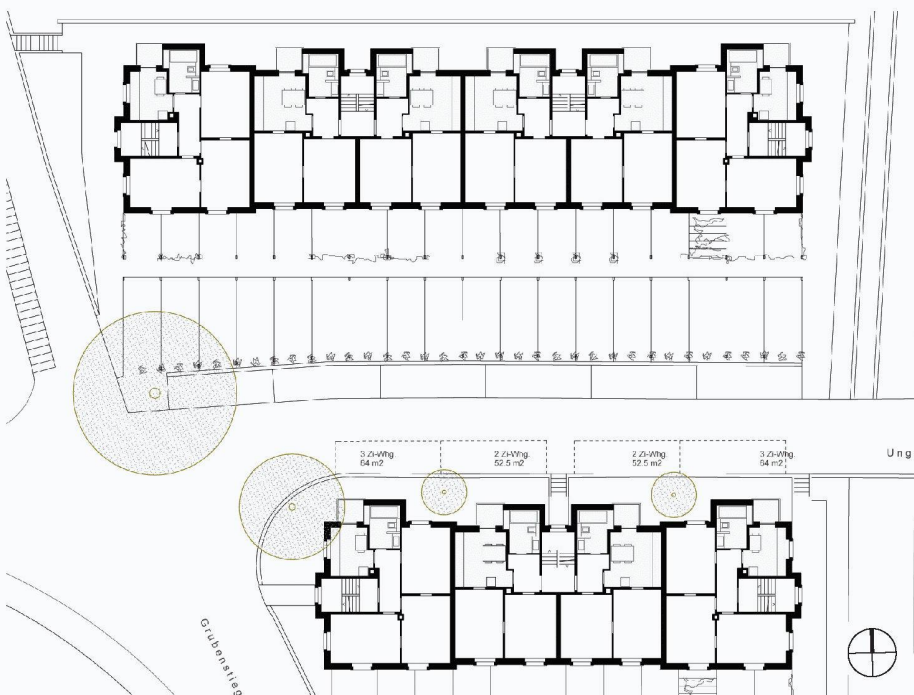 3 Zi-Whg.
64 m2
2 Zi-Whg.
52.5 m2
2 Zi-Whg.
52.5 m2
3 Zi-Whg.
64 m2
Ung
Grubenstieg